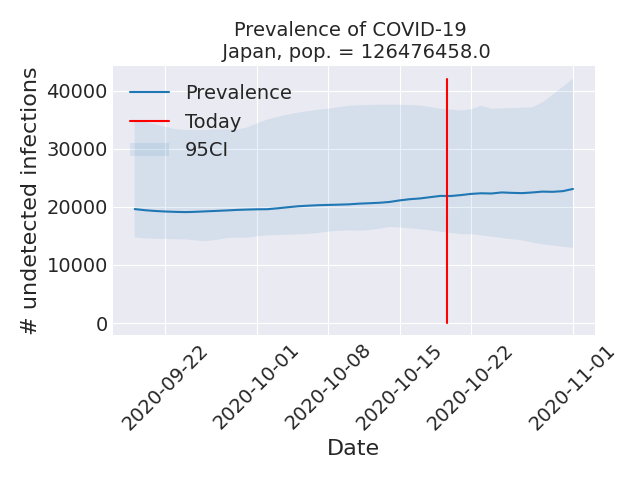 Prevalence of COVID-19
Japan, pop. = 126476458.0
# undetected infections
40000
30000
20000
10000
0
Prevalence
Today
95CI
2020-09-22
2020-10-01
2020-10-08
2020-10-15
2020-10-22
2020-11-01
Date